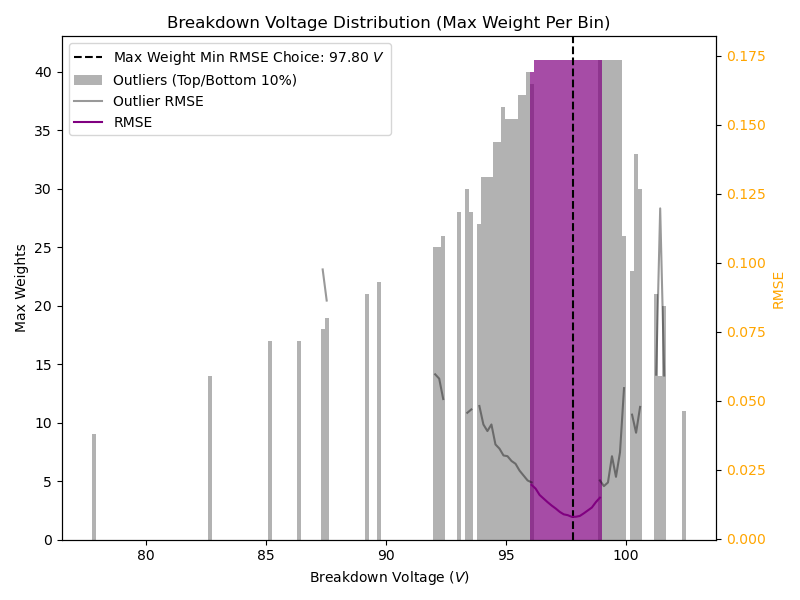 Breakdown Voltage Distribution (Max Weight Per Bin)
Max Weight Min RMSE Choice: 97.80 V
Outliers (Top/Bottom 10%)
Outlier RMSE
RMSE
Max Weights
40
35
30
25
20
15
10
5
0
80
85
90
95
100
Breakdown Voltage (V)
0.175
0.150
0.125
0.100
0.075
0.050
0.025
0.000
RMSE